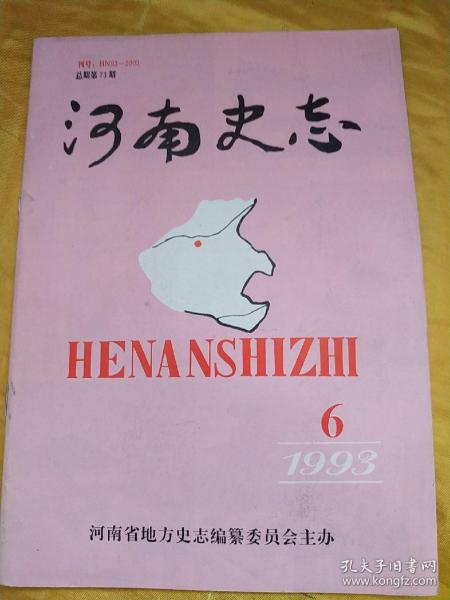 刊号：HN93—2003
总期第73期
河南史志
HENANSHIZHI
6
1993
河南省地方史志编纂委员会主办
孔夫子旧书网
www.kongfz.com